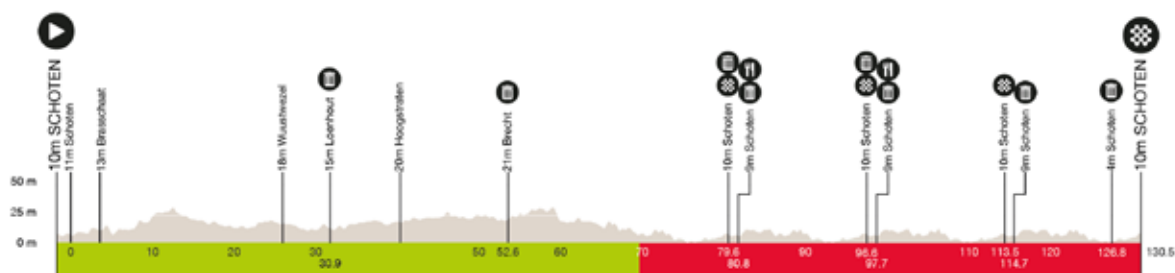 10m SCHOTEN
11m Schoten
13m Brasschaat
18m Wuustwezel
15m Loenhout
20m Hoogstraten
21m Brecht
10m Schoten
9m Schoten
10m Schoten
9m Schoten
10m Schoten
9m Schoten
4m Schoten
10m SCHOTEN
50 m
25 m
0 m
0 10 20 30 50 52.6 60 70 79.6 90 96.6 110 113.5 120 126.8 130.5
30.9 80.8 97.7 114.7